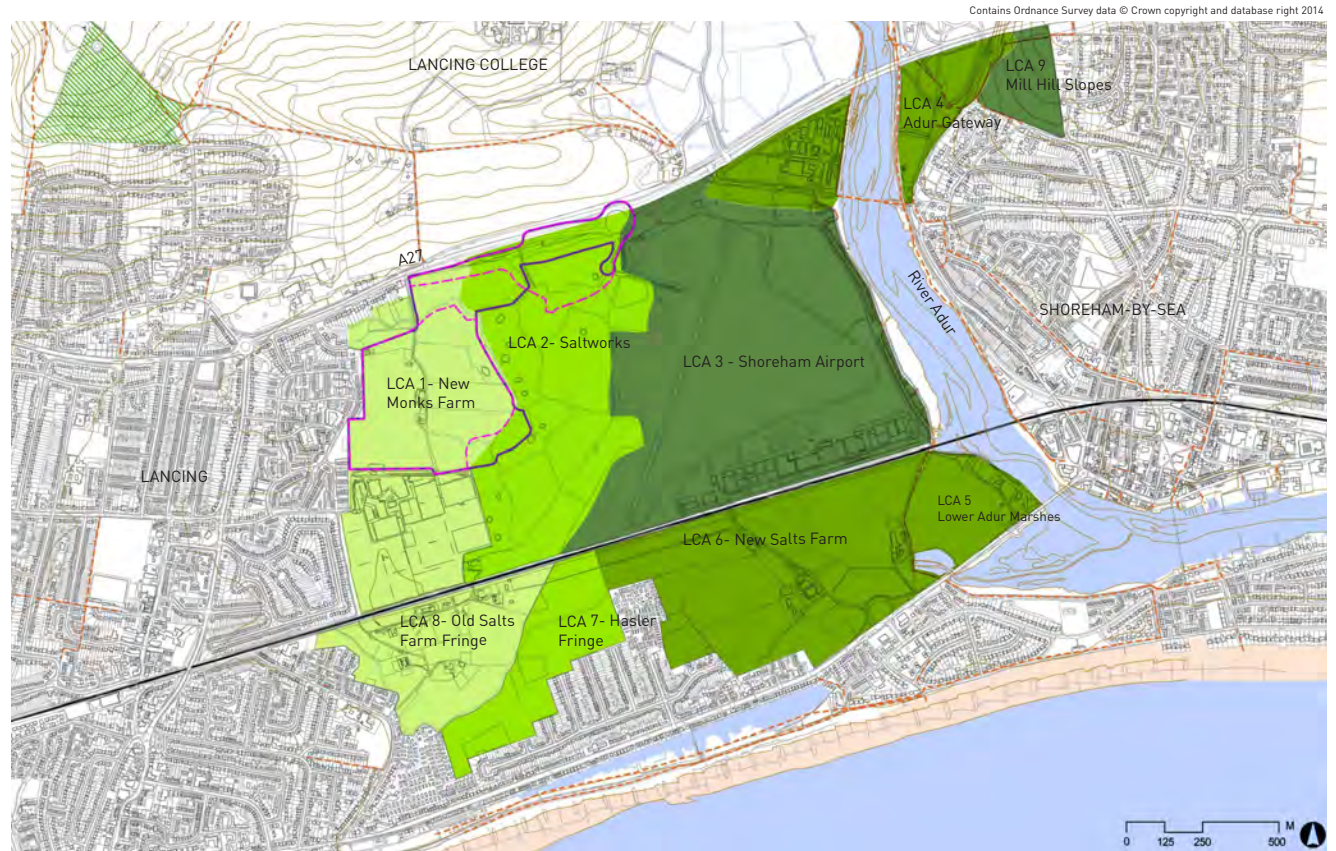 Contains Ordnance Survey data © Crown copyright and database right 2014
LANCING COLLEGE
LCA 9
Mill Hill Slopes
LCA 4
Adur Gateway
A27
River Adur
SHOREHAM-BY-SEA
LCA 2- Saltworks
LCA 3 - Shoreham Airport
LCA 1- New
Monks Farm
LANCING
LCA 5
Lower Adur Marshes
LCA 6- New Salts Farm
LCA 8- Old Salts
Farm Fringe
LCA 7- Hasler
Fringe
M
0 125 250 500